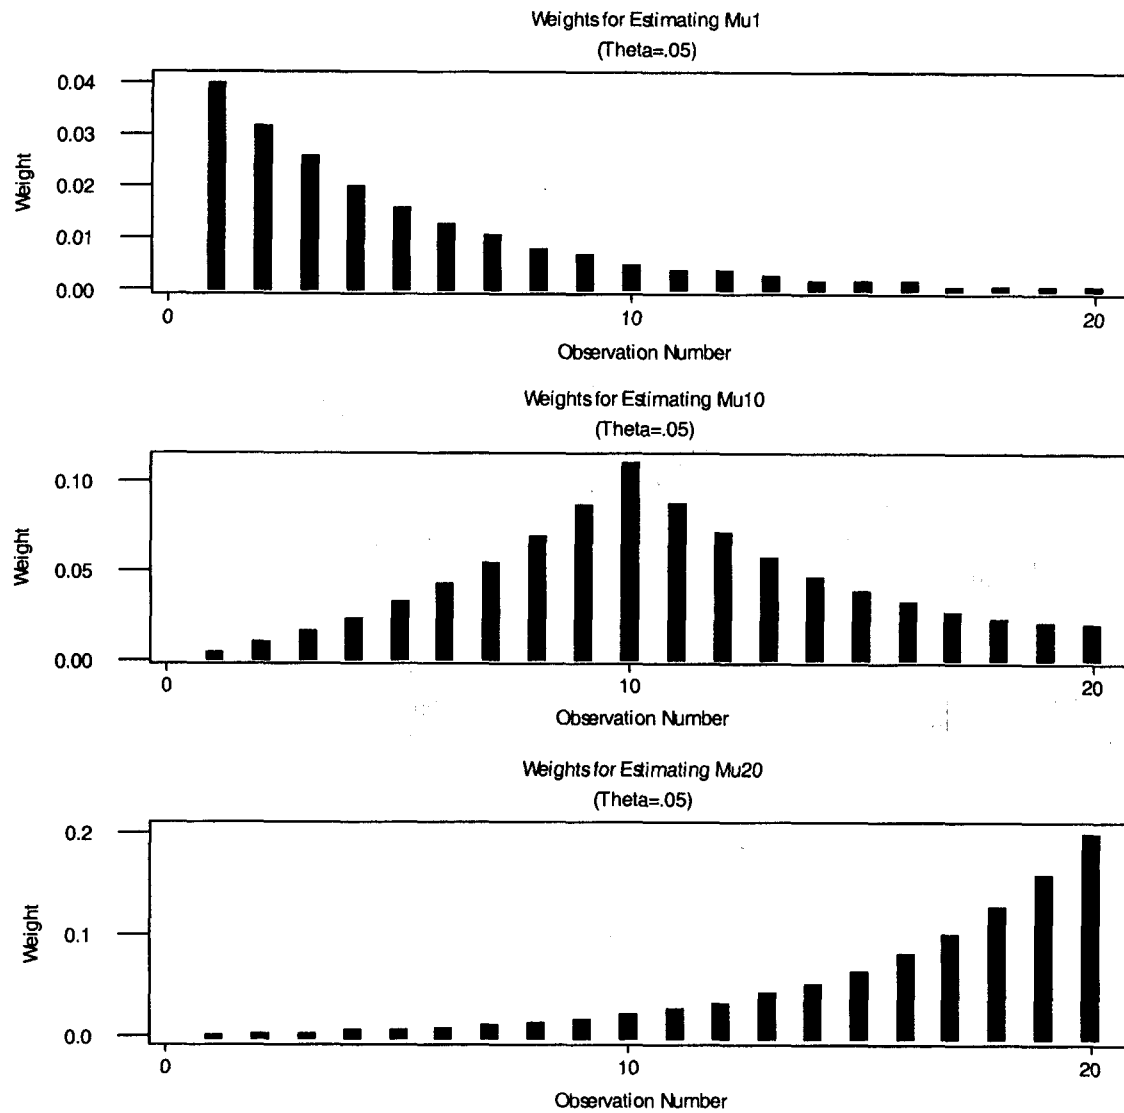 Weights for Estimating Mu1
(Theta=.05)
0.04
0.03
0.02
0.01
0.00
Weight
0 10 20
Observation Number
Weights for Estimating Mu10
(Theta=.05)
0.10
0.05
0.00
Weight
0 10 20
Observation Number
Weights for Estimating Mu20
(Theta=.05)
0.2
0.1
0.0
Weight
0 10 20
Observation Number